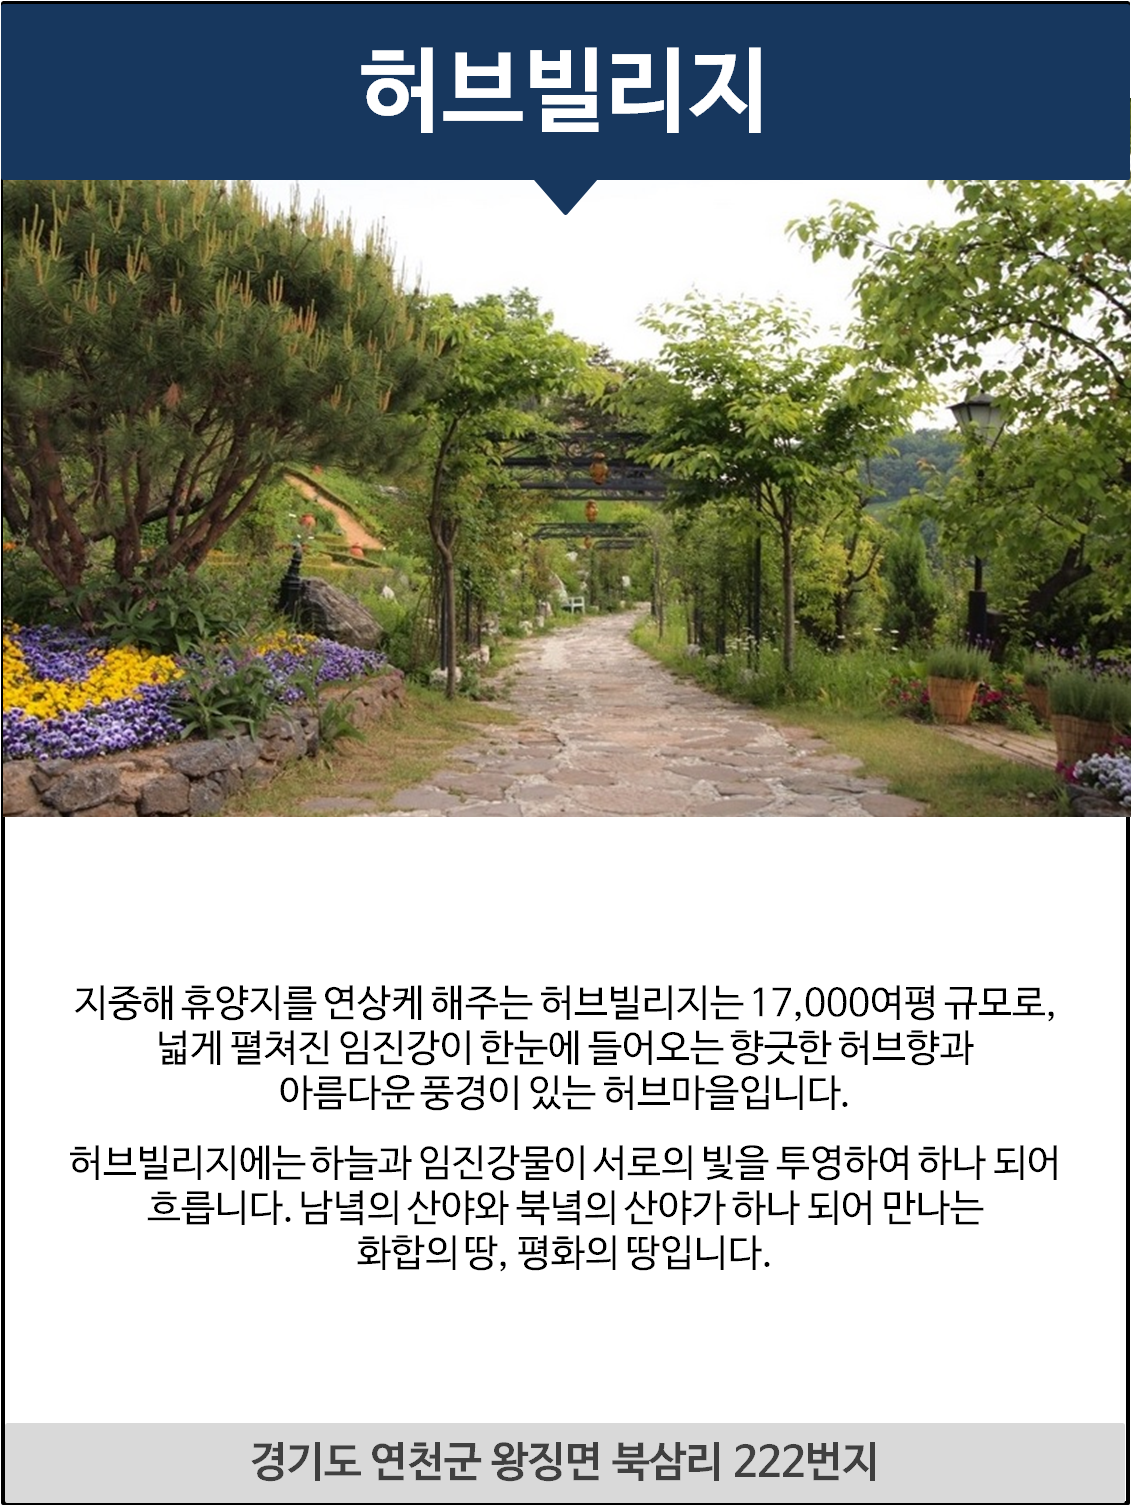 허브빌리지
지중해 휴양지를 연상케 해주는 허브빌리지는 17,000여평 규모로,
넓게 펼쳐진 임진강이 한눈에 들어오는 향긋한 허브향과
아름다운 풍경이 있는 허브마을입니다.
허브빌리지에는 하늘과 임진강물이 서로의 빛을 투영하여 하나 되어
흐릅니다. 남녘의 산야와 북녘의 산야가 하나 되어 만나는
화합의 땅, 평화의 땅입니다.
경기도 연천군 왕징면 북삼리 222번지